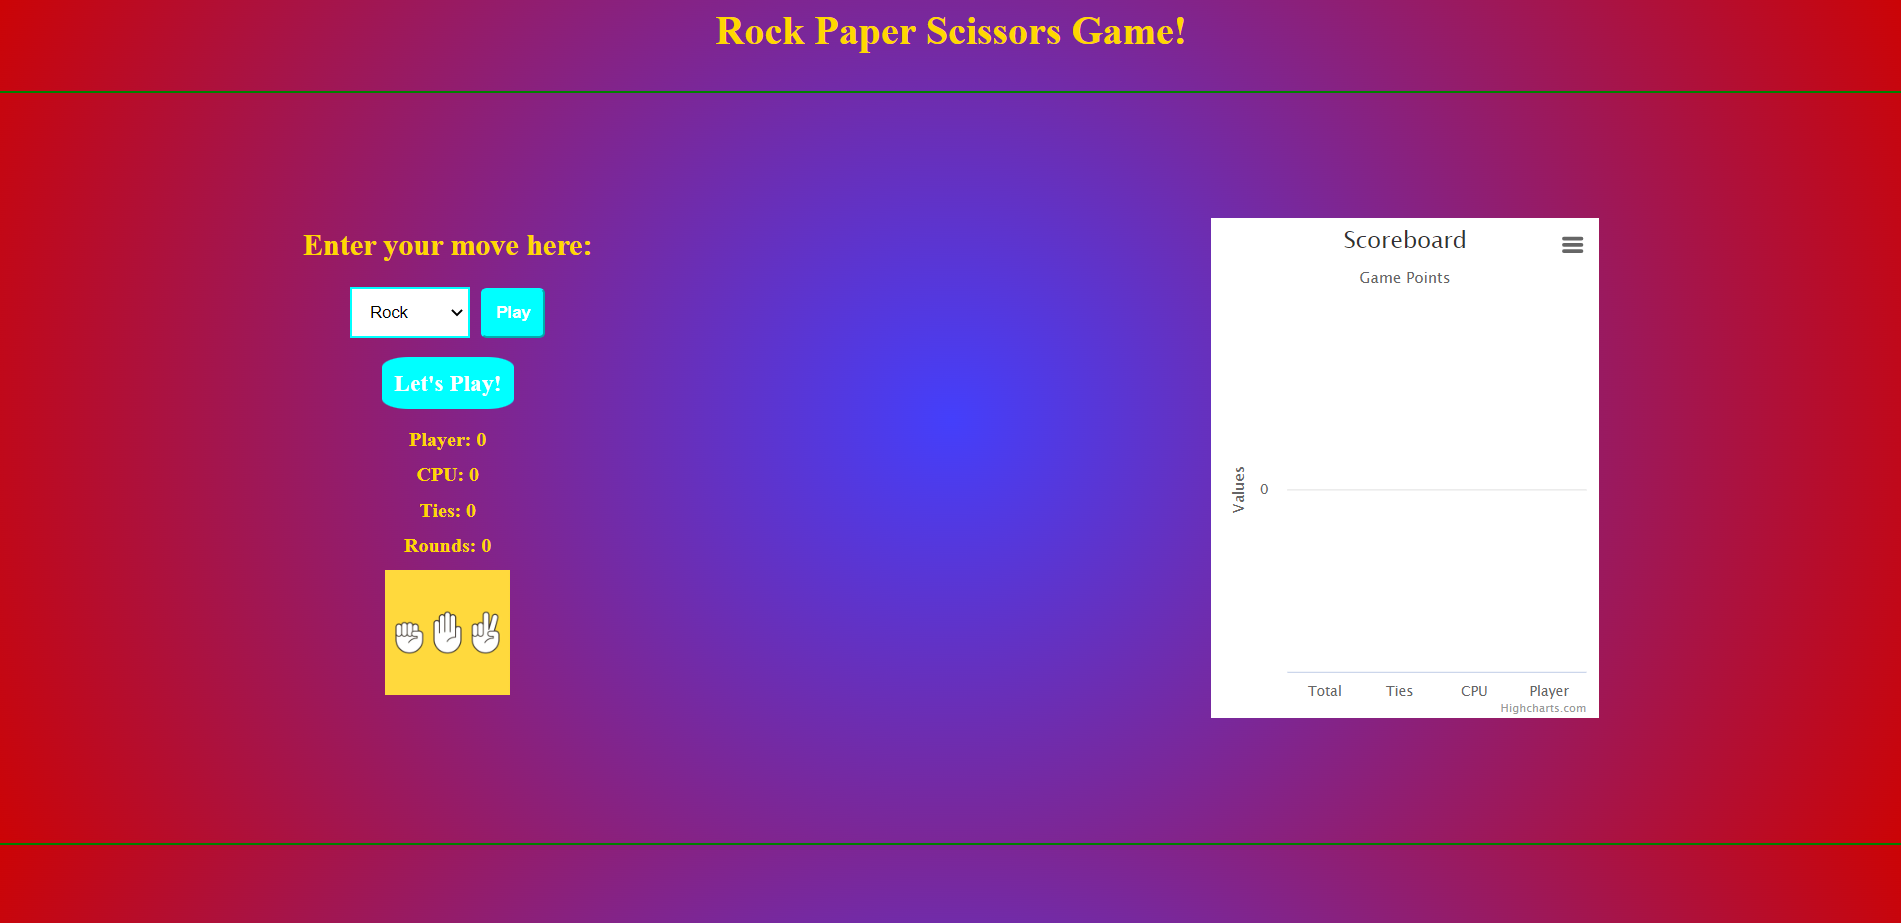 Rock Paper Scissors Game!
Enter your move here:
Rock
Play
Let's Play!
Player: 0
CPU: 0
Ties: 0
Rounds: 0
Scoreboard
Game Points
Values
0
Total Ties CPU Player
Highcharts.com